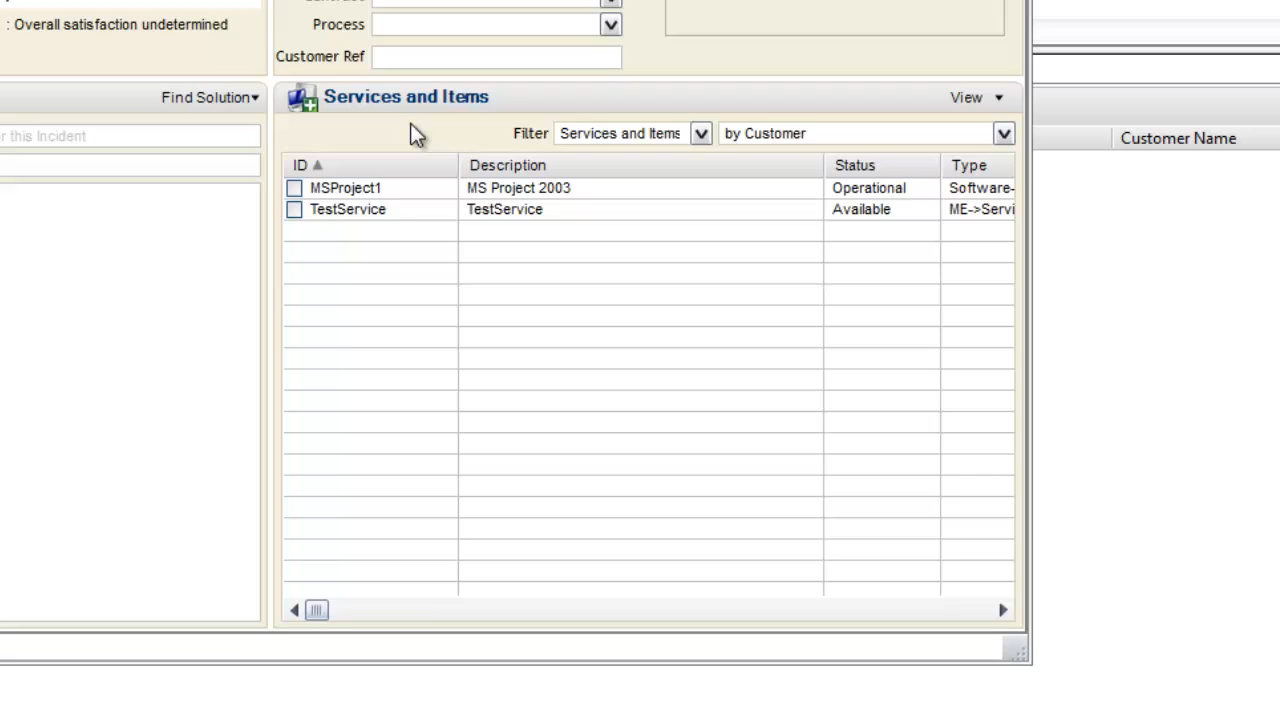 : Overall satisfaction undetermined
Process
Customer Ref
Find Solution
Services and Items
View
r this Incident
Filter Services and Items by Customer
Customer Name
ID Description Status Type
MSProject1 MS Project 2003 Operational Software-
TestService TestService Available ME->Servi